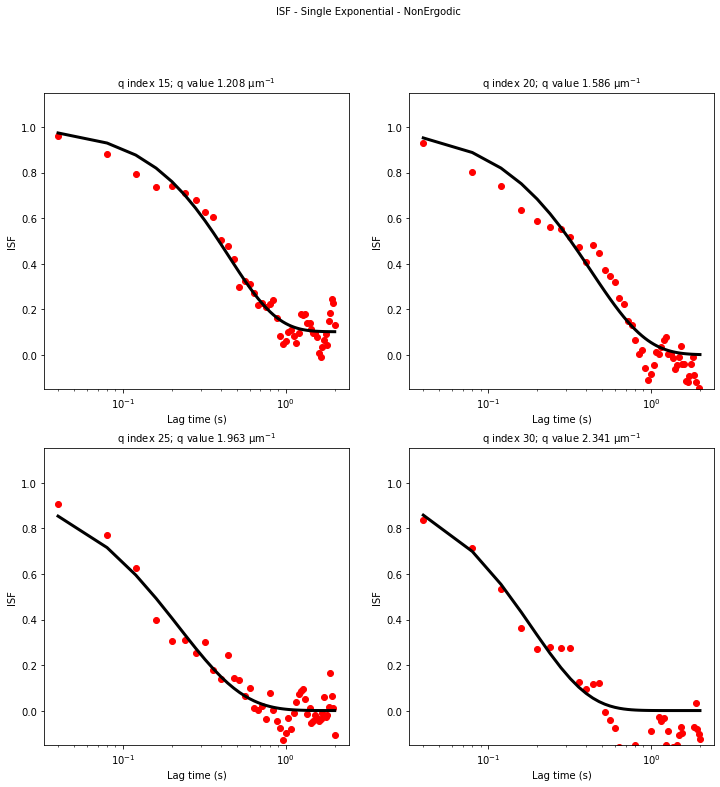 ISF - Single Exponential - NonErgodic
q index 15; q value 1.208 μm⁻¹
q index 20; q value 1.586 μm⁻¹
1.0
0.8
0.6
0.4
0.2
0.0
ISF
10⁻¹
10⁰
Lag time (s)
1.0
0.8
0.6
0.4
0.2
0.0
ISF
10⁻¹
10⁰
Lag time (s)
q index 25; q value 1.963 μm⁻¹
q index 30; q value 2.341 μm⁻¹
1.0
0.8
0.6
0.4
0.2
0.0
ISF
10⁻¹
10⁰
Lag time (s)
1.0
0.8
0.6
0.4
0.2
0.0
ISF
10⁻¹
10⁰
Lag time (s)